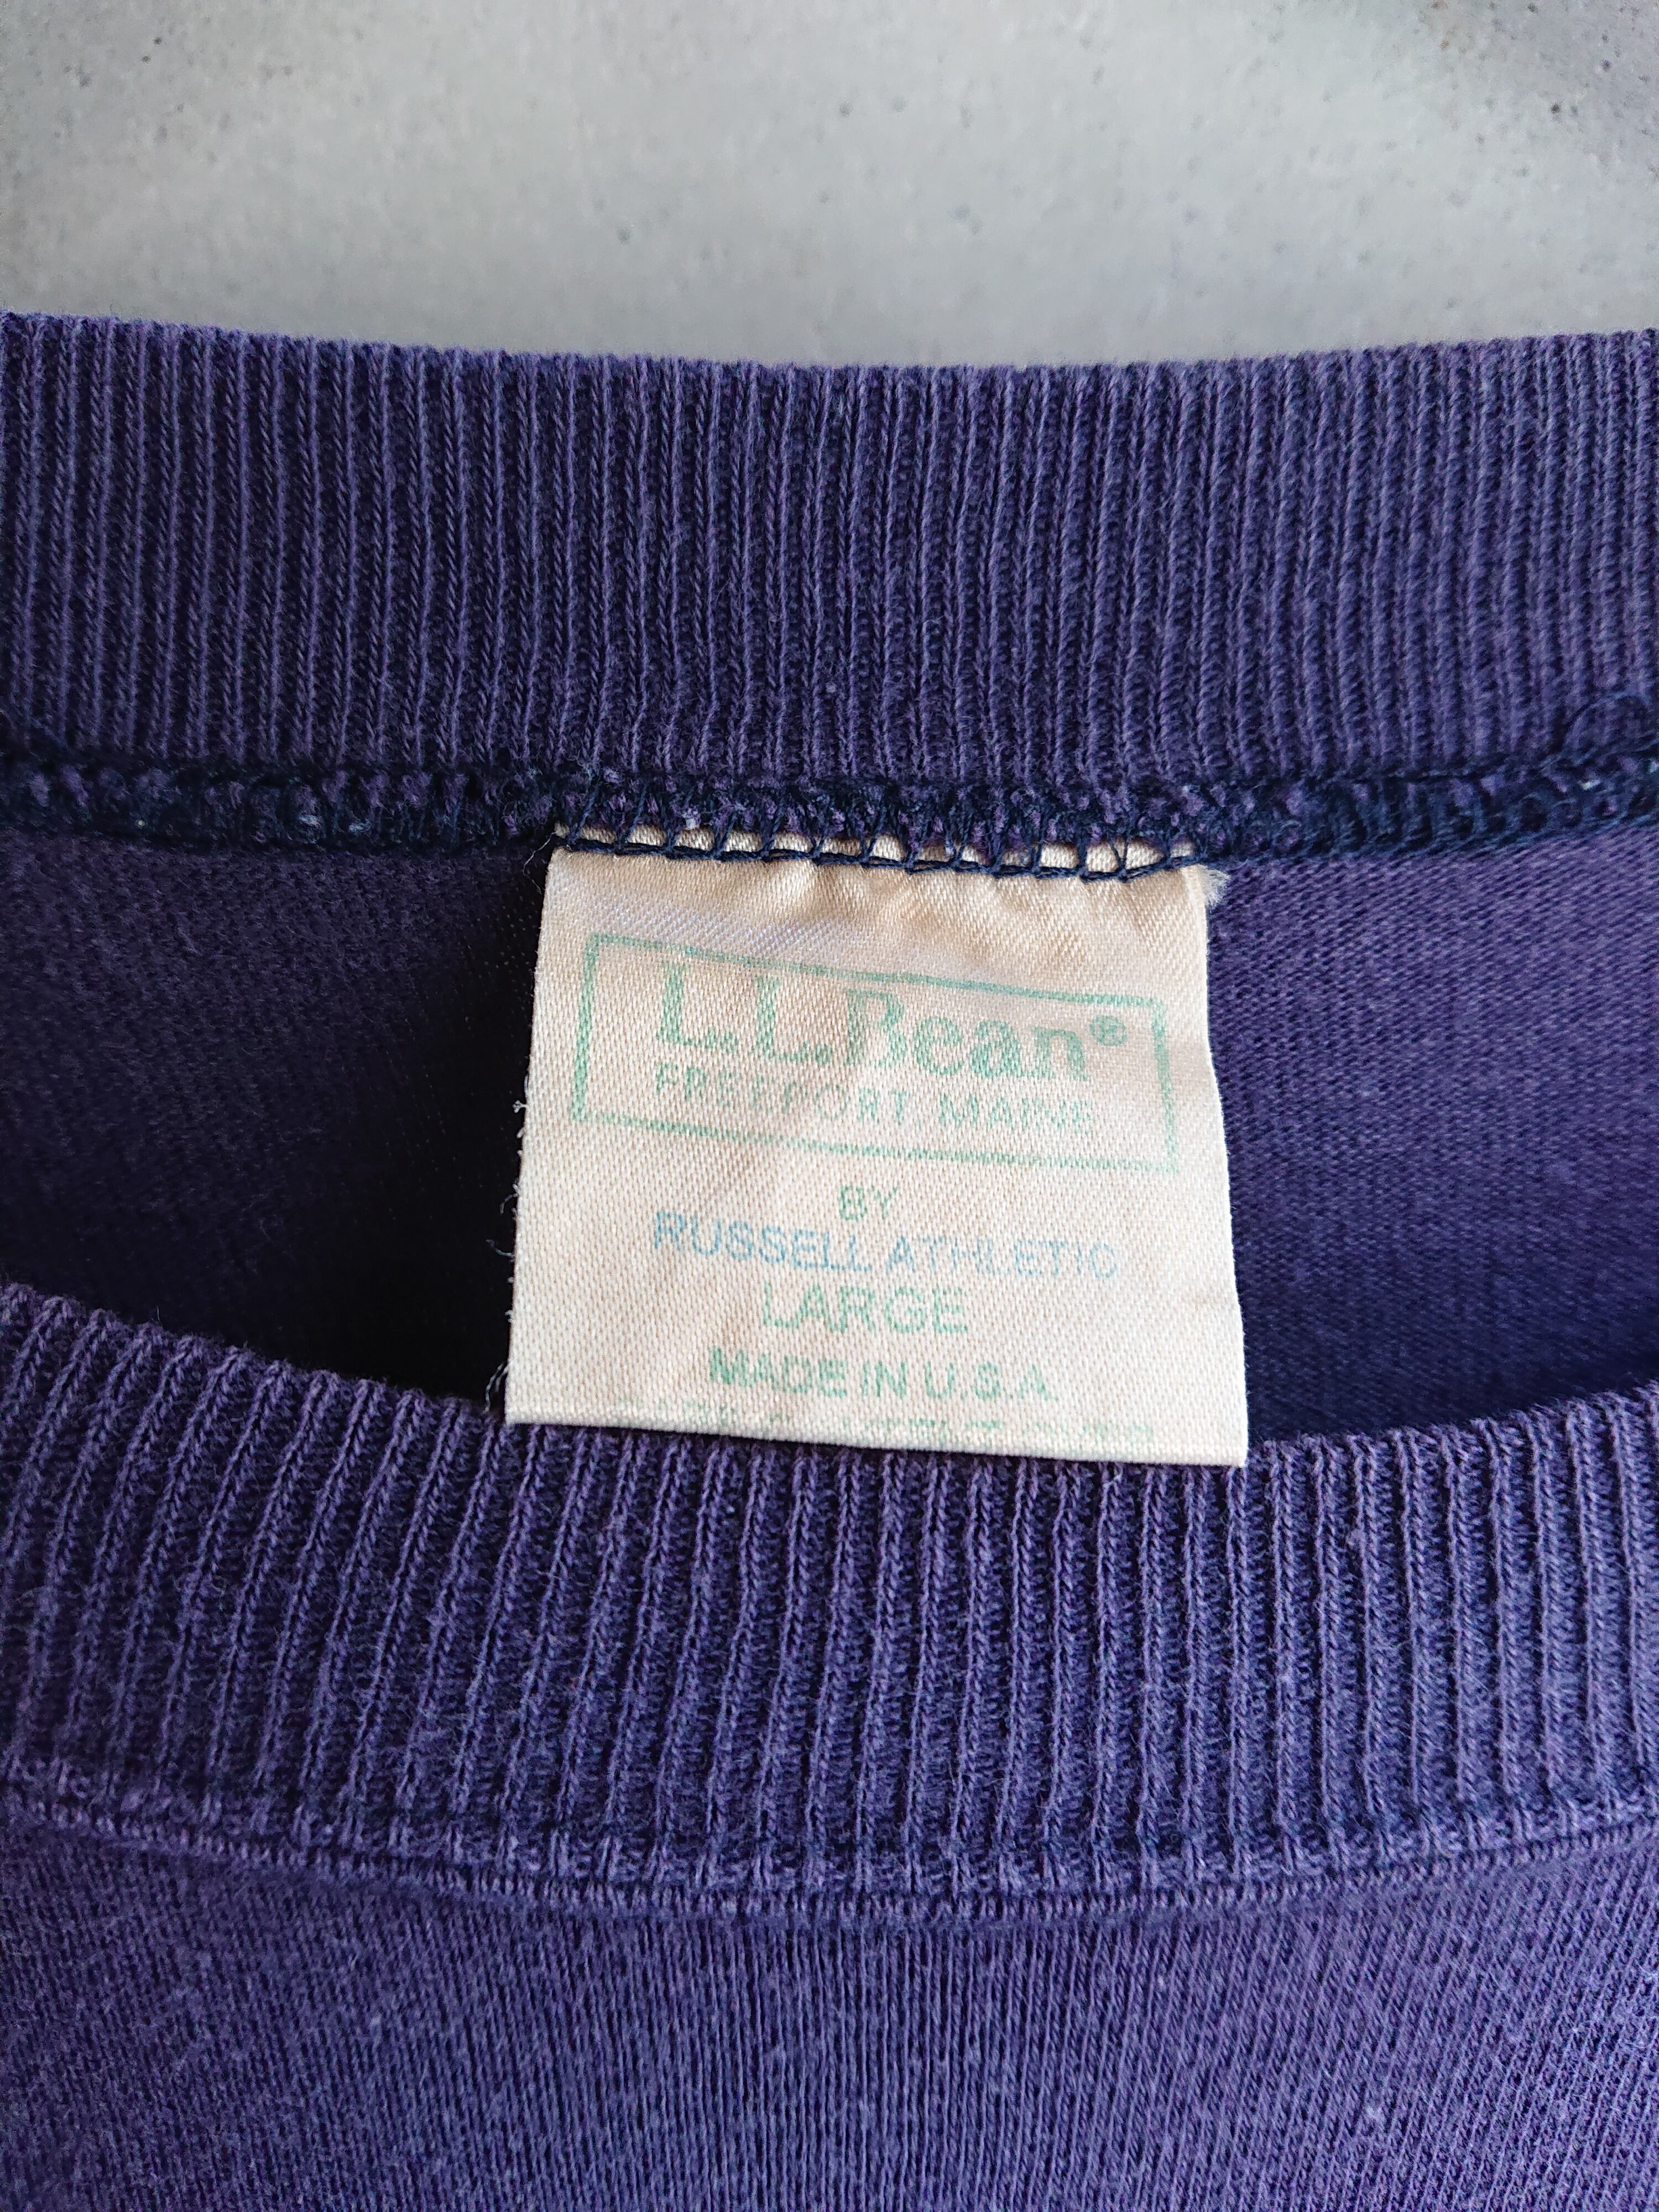 L.L.Bean®
FREEPORT, MAINE
BY
RUSSELL ATHLETIC
LARGE
MADE IN U.S.A.